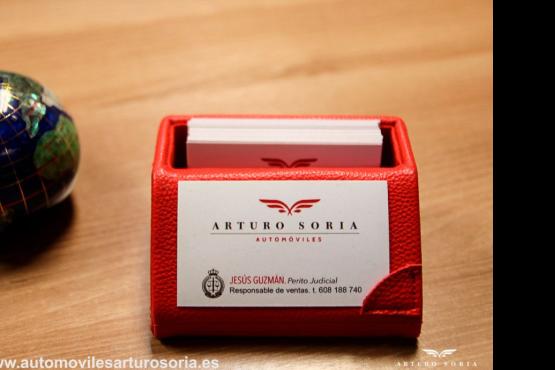 ARTURO SORIA
AUTOMÓVILES
JESÚS GUZMÁN. Perito Judicial
Responsable de ventas. t. 608 188 740
www.automovilesarturosoria.es
ARTURO SORIA